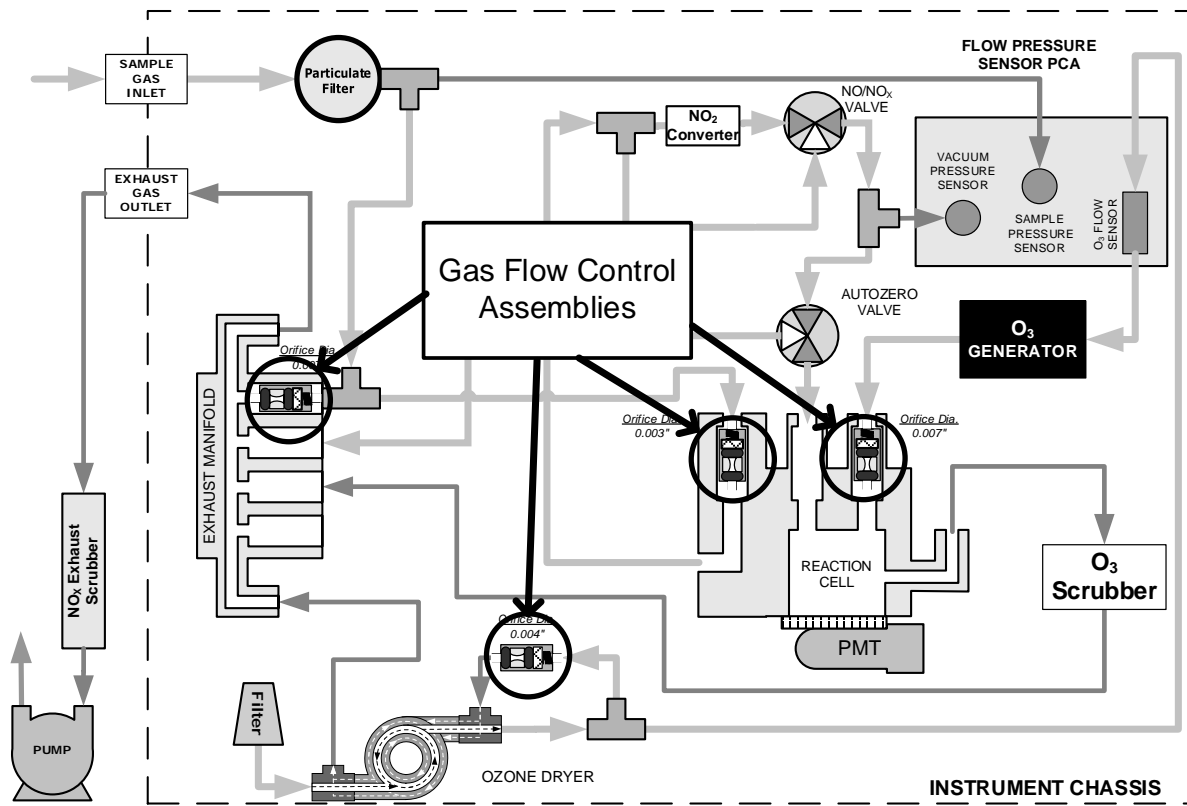 SAMPLE
GAS
INLET
Particulate
Filter
FLOW PRESSURE
SENSOR PCA
NO/NOX
VALVE
NO2
Converter
EXHAUST
GAS
OUTLET
VACUUM
PRESSURE
SENSOR
SAMPLE
PRESSURE
SENSOR
O3 FLOW
SENSOR
Gas Flow Control
Assemblies
AUTOZERO
VALVE
O3
GENERATOR
Orifice Dia.
EXHAUST MANIFOLD
Orifice Dia.
0.003"
Orifice Dia.
0.007"
NOX Exhaust
Scrubber
REACTION
CELL
O3
Scrubber
Orifice Dia.
0.004"
PMT
Filter
PUMP
OZONE DRYER
INSTRUMENT CHASSIS